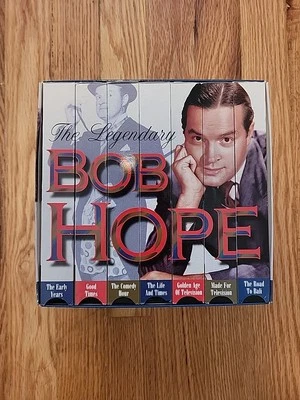 The Legendary
BOB
HOPE
The Early
Years
Good
Times
The Comedy
Hour
The Life
And Times
Golden Age
Of Television
Made For
Television
The Road
To Bali